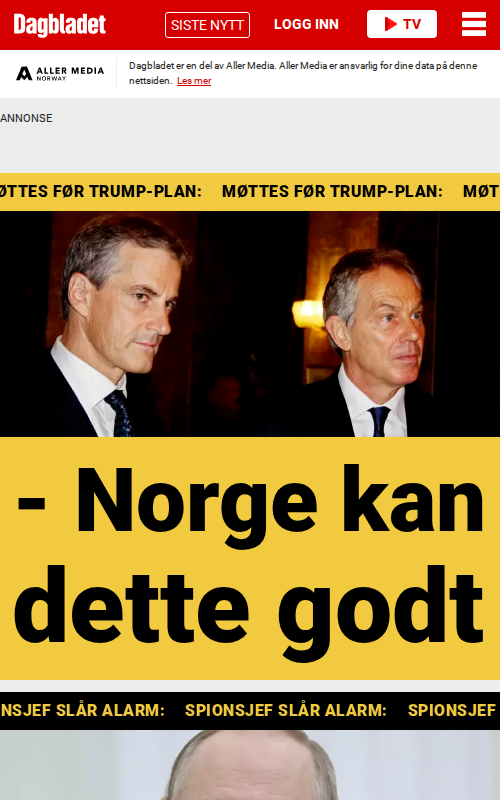 Dagbladet
SISTE NYTT
LOGG INN
TV
ALLER MEDIA
NORWAY
Dagbladet er en del av Aller Media. Aller Media er ansvarlig for dine data på denne
nettsiden. Les mer
ANNONSE
ØTTES FØR TRUMP-PLAN: MØTTES FØR TRUMP-PLAN: MØT
- Norge kan
dette godt
NSJEF SLÅR ALARM: SPIONSJEF SLÅR ALARM: SPIONSJEF